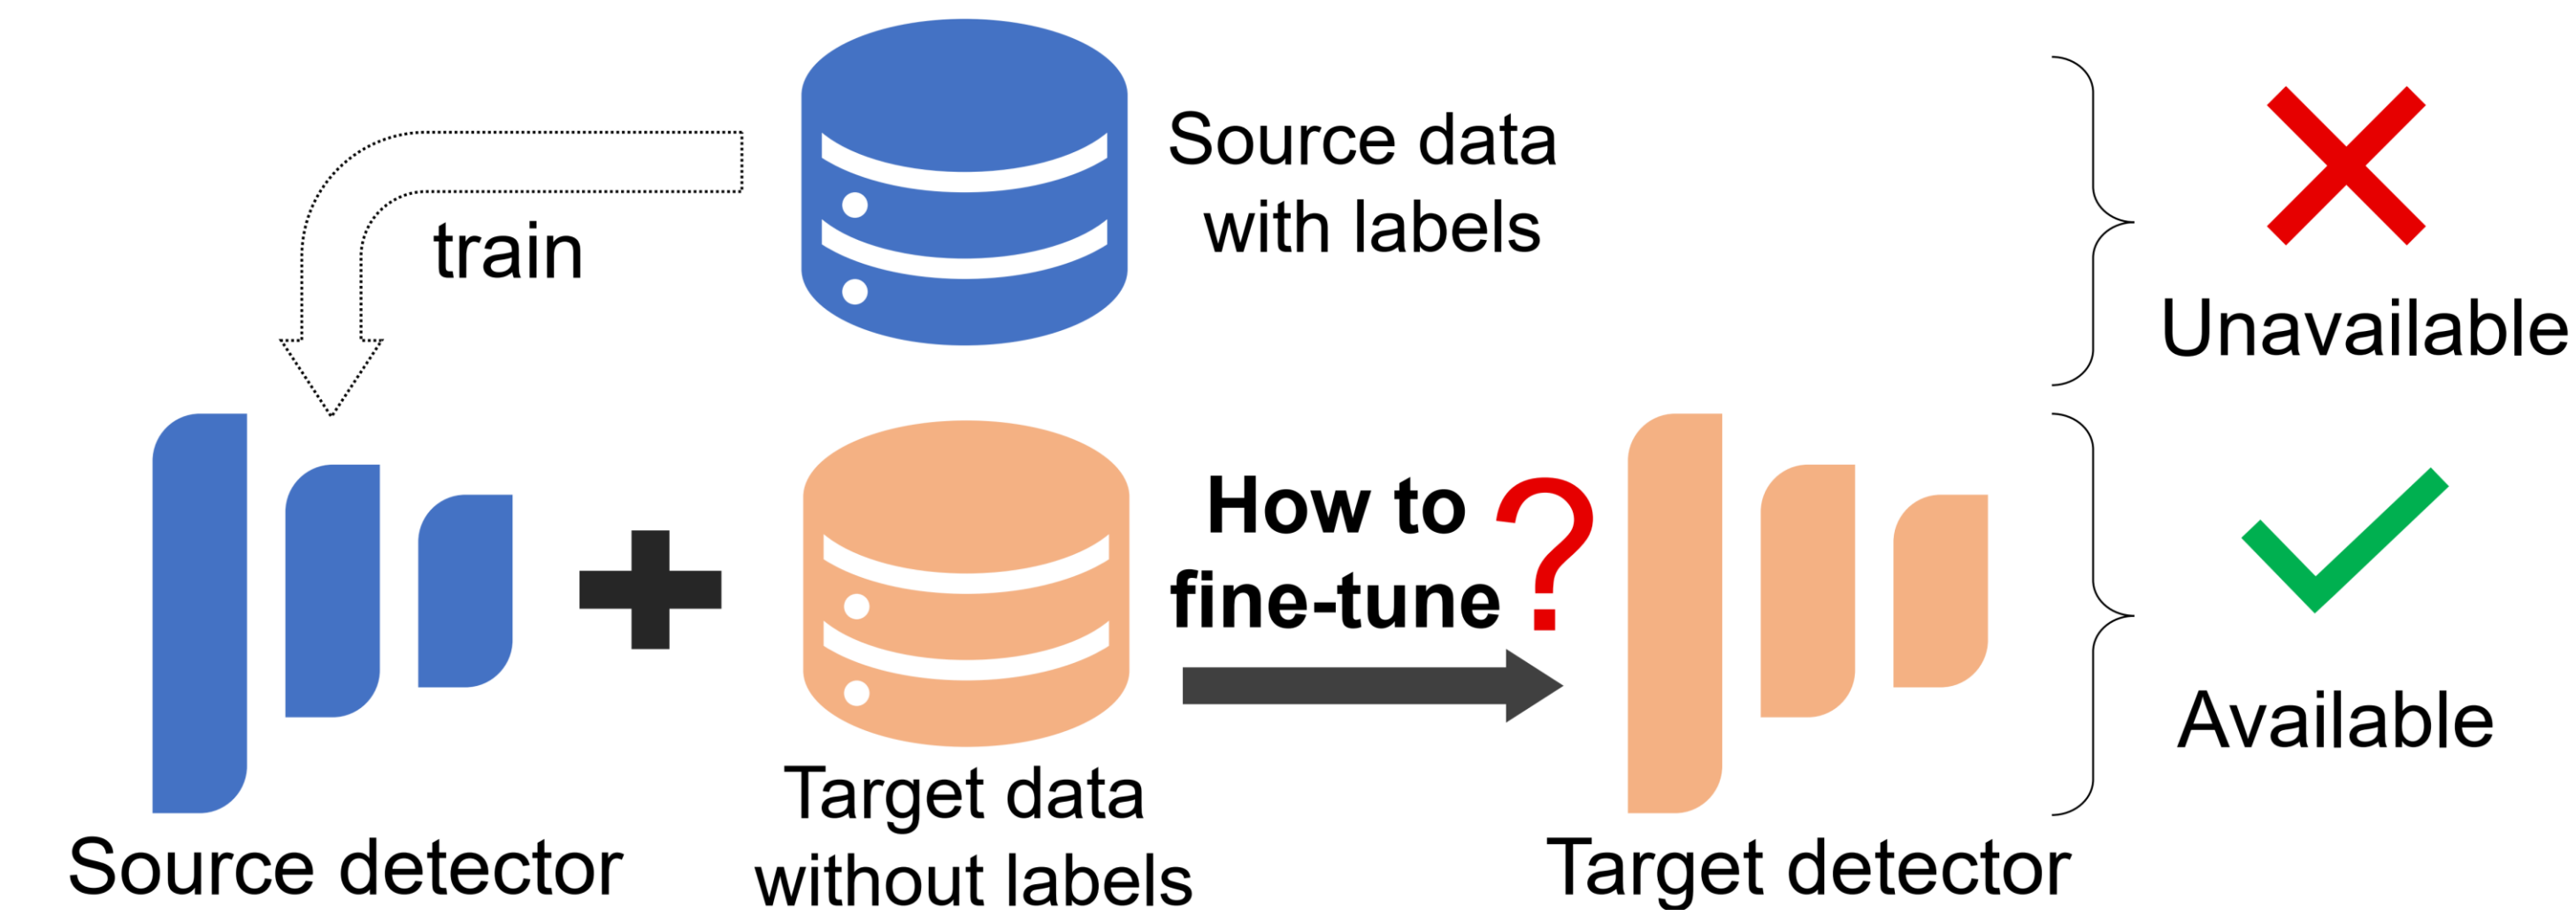 Source data
with labels
train
Unavailable
How to
fine-tune
?
Available
Target data
without labels
Source detector
Target detector